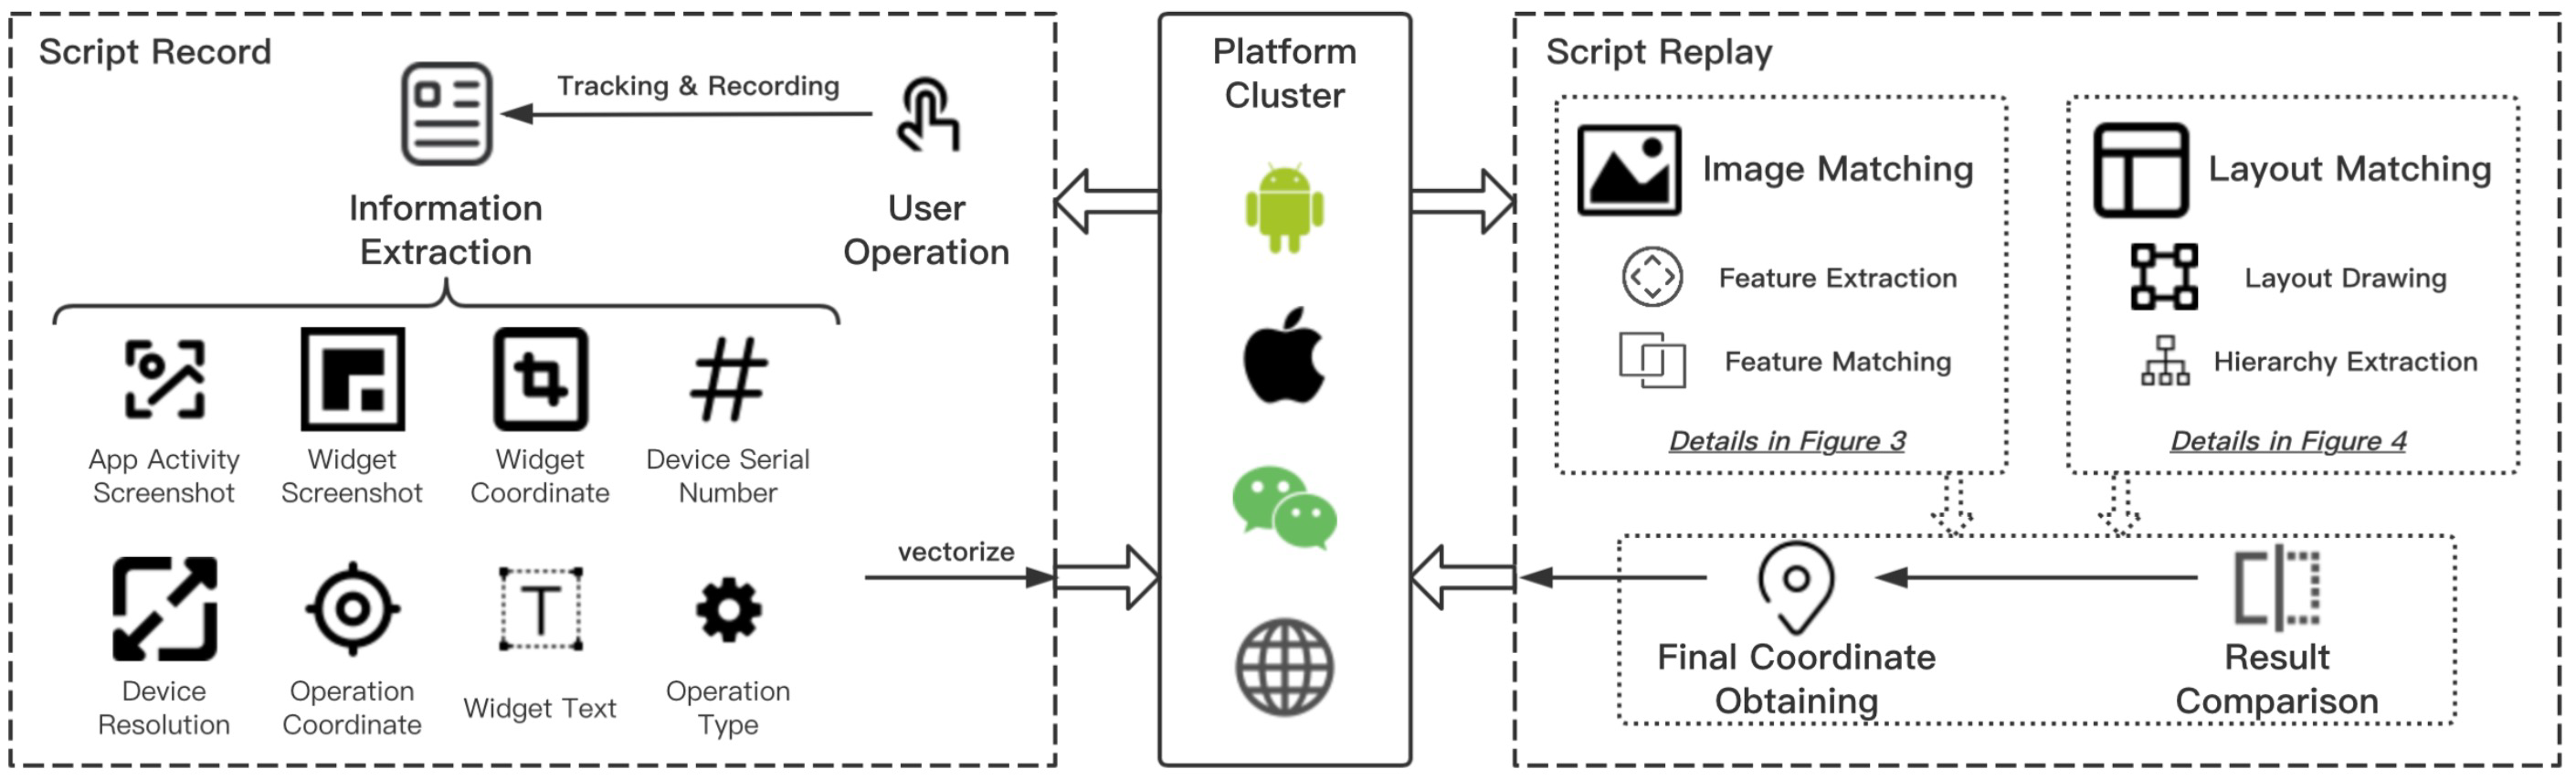 Script Record
Tracking & Recording
Information
Extraction
User
Operation
App Activity
Screenshot
Widget
Screenshot
Widget
Coordinate
Device Serial
Number
Device
Resolution
Operation
Coordinate
T
Widget Text
Operation
Type
vectorize
Platform
Cluster
Script Replay
Image Matching
Feature Extraction
Feature Matching
Details in Figure 3
Layout Matching
Layout Drawing
Hierarchy Extraction
Details in Figure 4
Final Coordinate
Obtaining
Result
Comparison